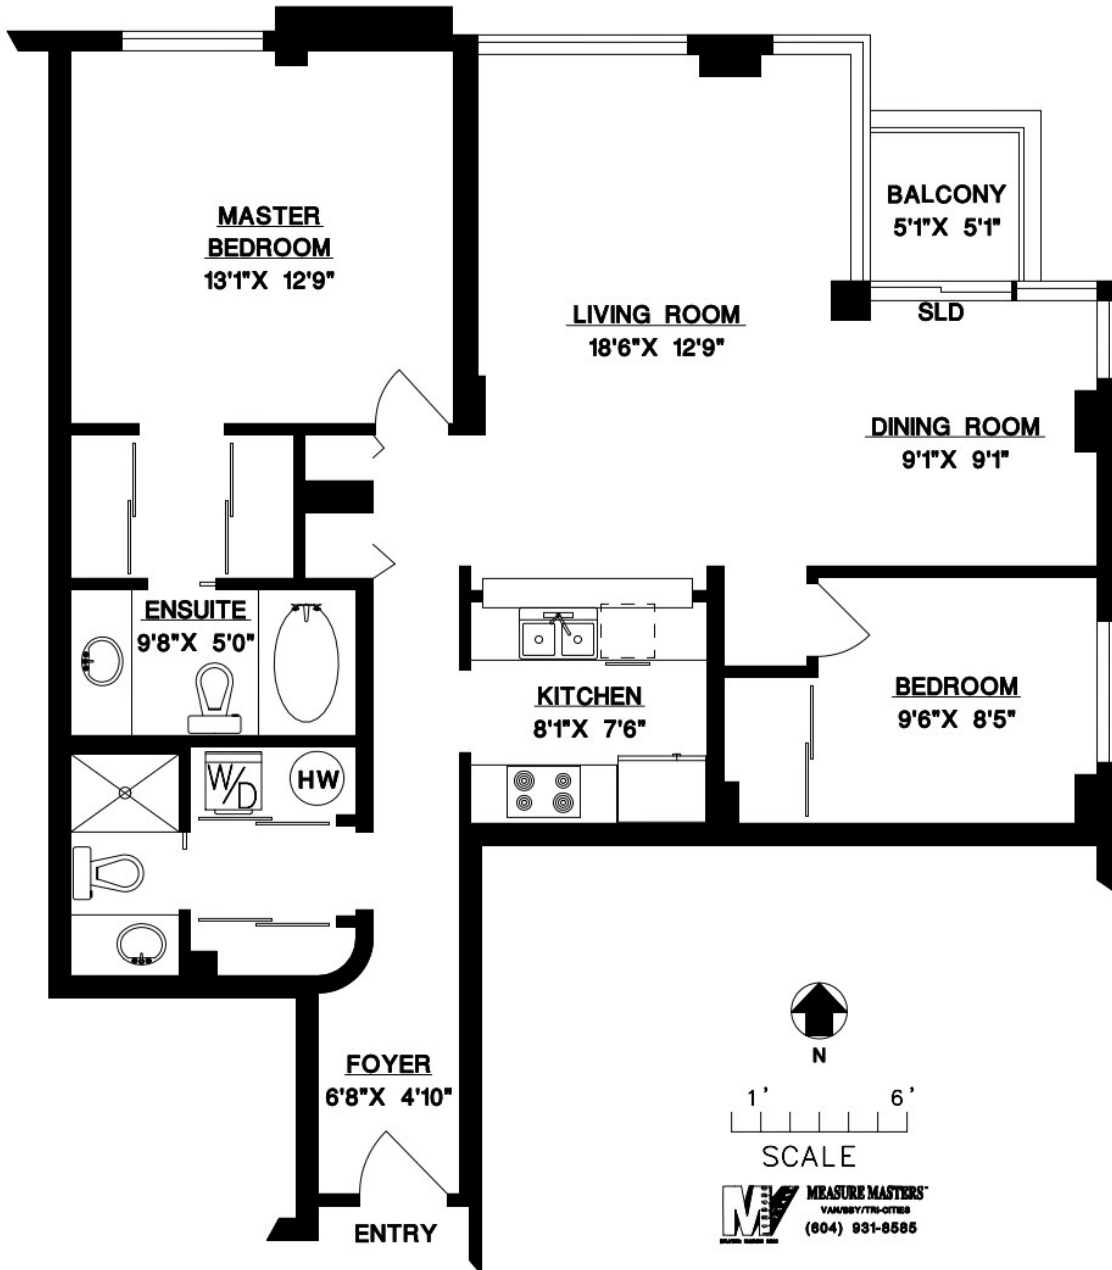 MASTER
BEDROOM
13'1"X 12'9"
BALCONY
5'1"X 5'1"
LIVING ROOM
18'6"X 12'9"
SLD
DINING ROOM
9'1"X 9'1"
ENSUITE
9'8"X 5'0"
KITCHEN
8'1"X 7'6"
BEDROOM
9'6"X 8'5"
W/D
HW
FOYER
6'8"X 4'10"
ENTRY
N
1' 6'
SCALE
MEASURE MASTERS
VAN/BBY/TRI-CITIES
(604) 931-8585